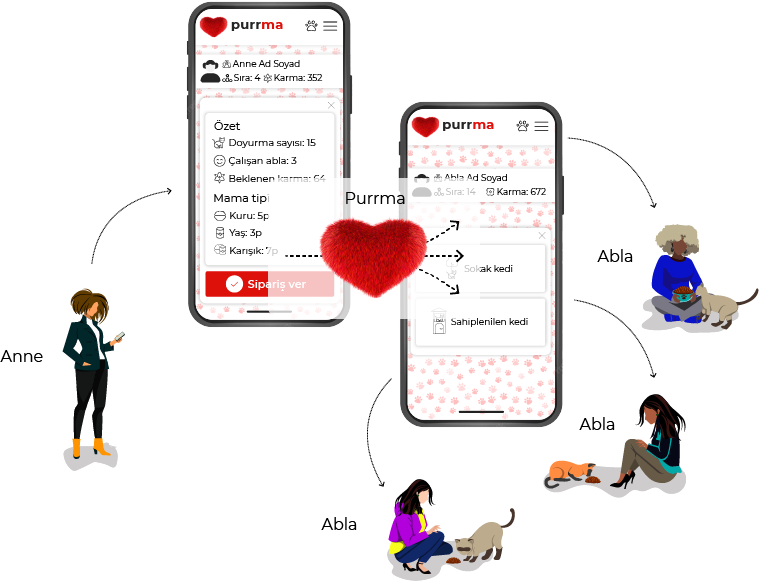 purrma
Anne Ad Soyad
Sıra: 4 Karma: 352
Özet
Doyurma sayısı: 15
Çalışan abla: 3
Beklenen karma: 64
Mama tipi
Kuru: 5p
Yaş: 3p
Karışık: 7p
Sipariş ver
Purrma
purrma
Abla Ad Soyad
Sıra: 14 Karma: 672
Sokak kedi
Sahiplenilen kedi
Anne
Abla
Abla
Abla